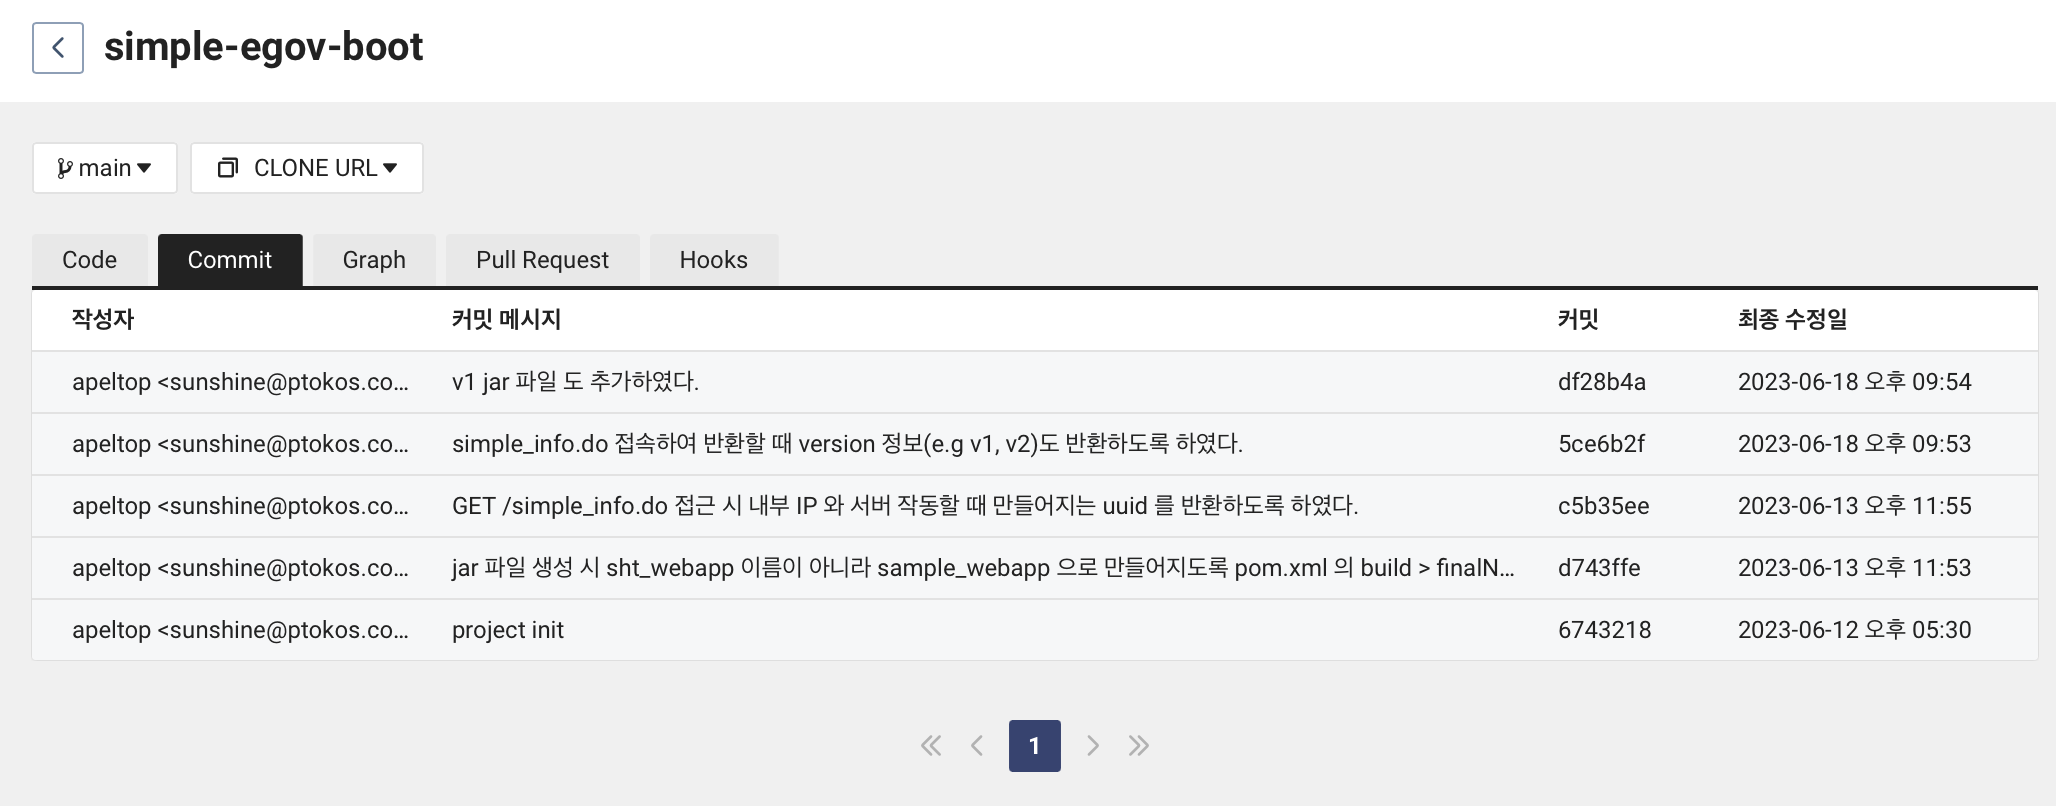 simple-egov-boot
main CLONE URL
Code Commit Graph Pull Request Hooks
작성자 커밋 메시지 커밋 최종 수정일
apeltop <sunshine@ptokos.co... v1 jar 파일 도 추가하였다. df28b4a 2023-06-18 오후 09:54
apeltop <sunshine@ptokos.co... simple_info.do 접속하여 반환할 때 version 정보(e.g v1, v2)도 반환하도록 하였다. 5ce6b2f 2023-06-18 오후 09:53
apeltop <sunshine@ptokos.co... GET /simple_info.do 접근 시 내부 IP 와 서버 작동할 때 만들어지는 uuid 를 반환하도록 하였다. c5b35ee 2023-06-13 오후 11:55
apeltop <sunshine@ptokos.co... jar 파일 생성 시 sht_webapp 이름이 아니라 sample_webapp 으로 만들어지도록 pom.xml 의 build > finalN... d743ffe 2023-06-13 오후 11:53
apeltop <sunshine@ptokos.co... project init 6743218 2023-06-12 오후 05:30
1